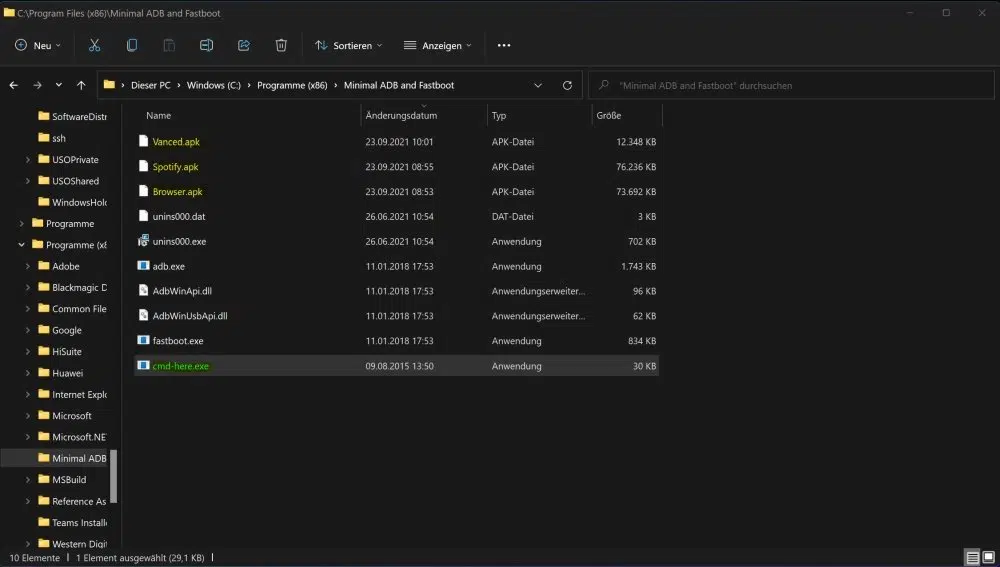 C:\Program Files (x86)\Minimal ADB and Fastboot
Neu Sortieren Anzeigen
Dieser PC Windows (C:) Programme (x86) Minimal ADB and Fastboot "Minimal ADB and Fastboot" durchsuchen
SoftwareDistr
ssh
USOPrivate
USOShared
WindowsHolo
Programme
Programme (x8
Adobe
Blackmagic D
Common File
Google
HiSuite
Huawei
Internet Explo
Microsoft
Microsoft.NE
Minimal ADB
MSBuild
Reference As
Teams Installe
Western Digit
Name Änderungsdatum Typ Größe
Vanced.apk 23.09.2021 10:01 APK-Datei 12.348 KB
Spotify.apk 23.09.2021 08:55 APK-Datei 76.236 KB
Browser.apk 23.09.2021 08:53 APK-Datei 73.692 KB
unins000.dat 26.06.2021 10:54 DAT-Datei 3 KB
unins000.exe 26.06.2021 10:54 Anwendung 702 KB
adb.exe 11.01.2018 17:53 Anwendung 1.743 KB
AdbWinApi.dll 11.01.2018 17:53 Anwendungserweiter... 96 KB
AdbWinUsbApi.dll 11.01.2018 17:53 Anwendungserweiter... 62 KB
fastboot.exe 11.01.2018 17:53 Anwendung 834 KB
cmd-here.exe 09.08.2015 13:50 Anwendung 30 KB
10 Elemente 1 Element ausgewählt (29,1 KB)